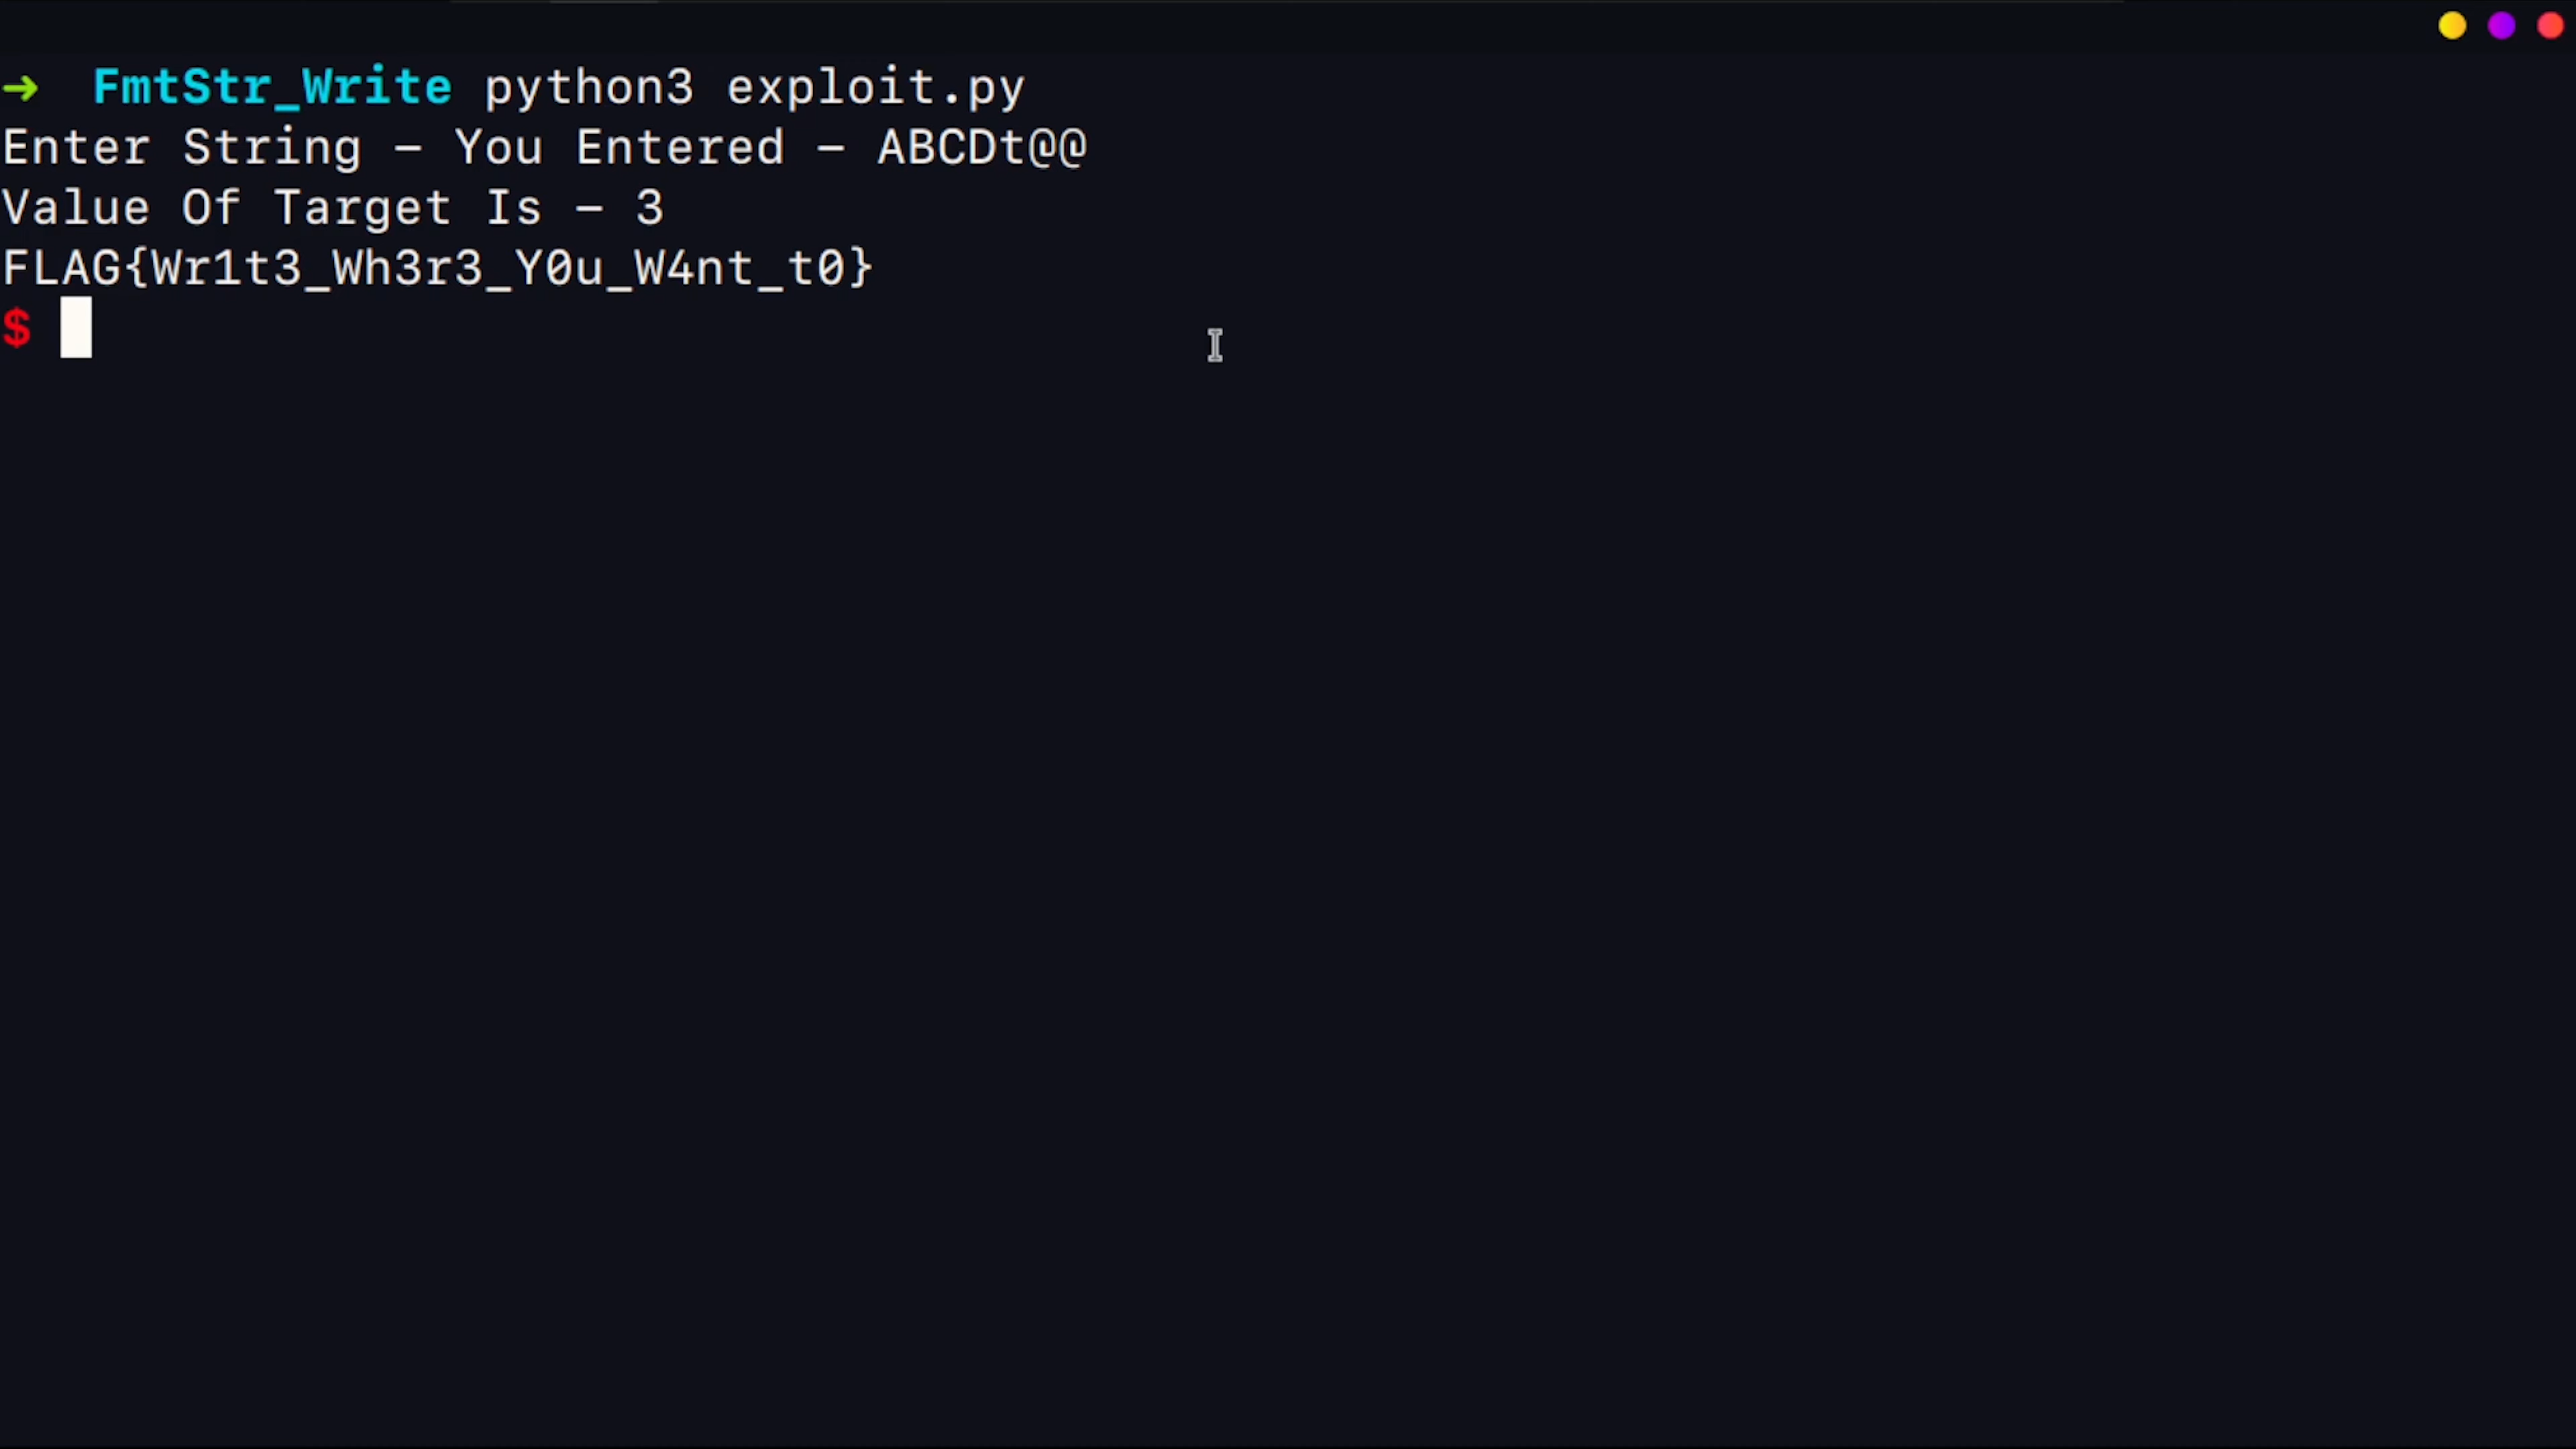 ➜ FmtStr_Write python3 exploit.py
Enter String – You Entered – ABCDt@@
Value Of Target Is – 3
FLAG{Wr1t3_Wh3r3_Y0u_W4nt_t0}
$